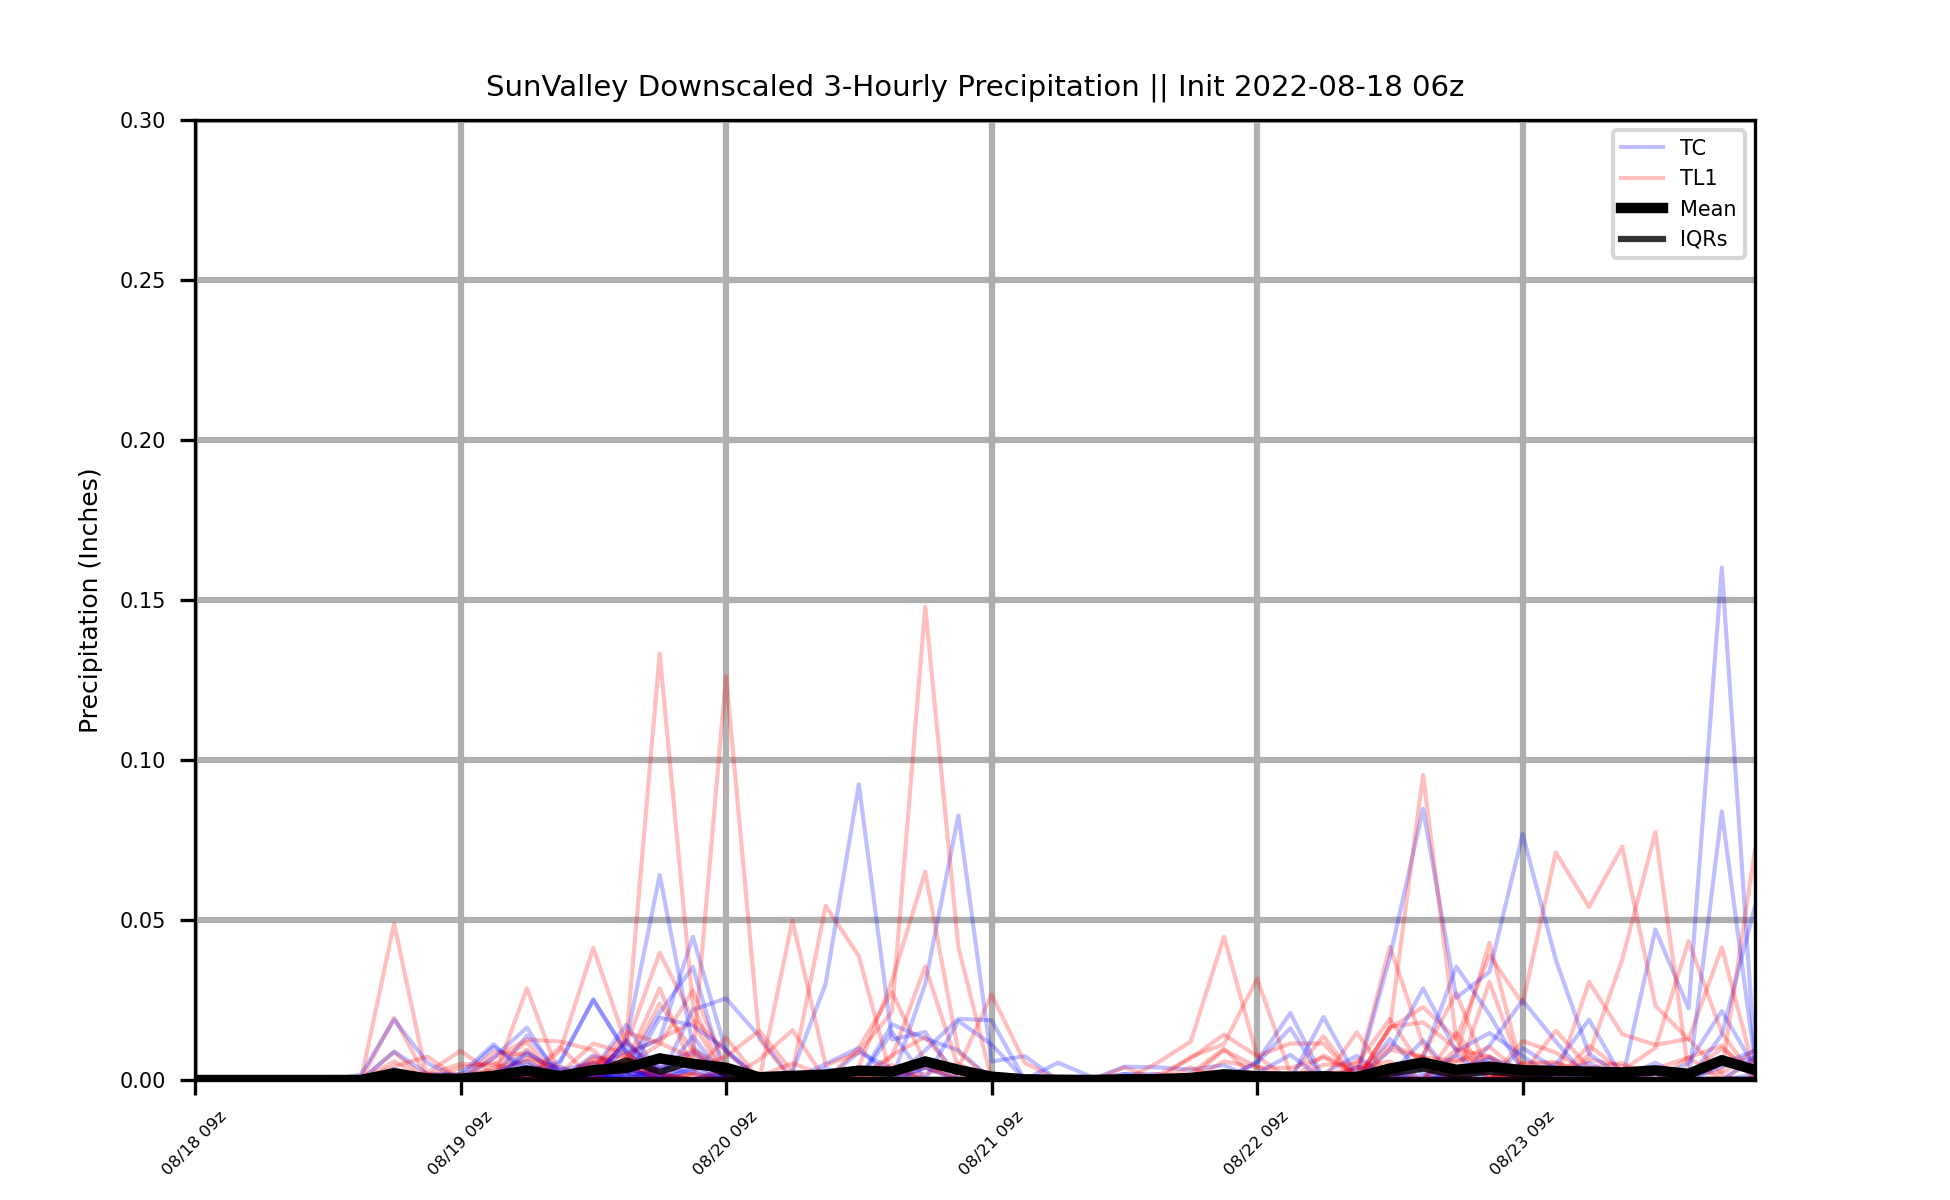 SunValley Downscaled 3-Hourly Precipitation || Init 2022-08-18 06z
0.30
0.25
0.20
0.15
0.10
0.05
0.00
Precipitation (Inches)
TC
TL1
Mean
IQRs
08/18 09z
08/19 09z
08/20 09z
08/21 09z
08/22 09z
08/23 09z